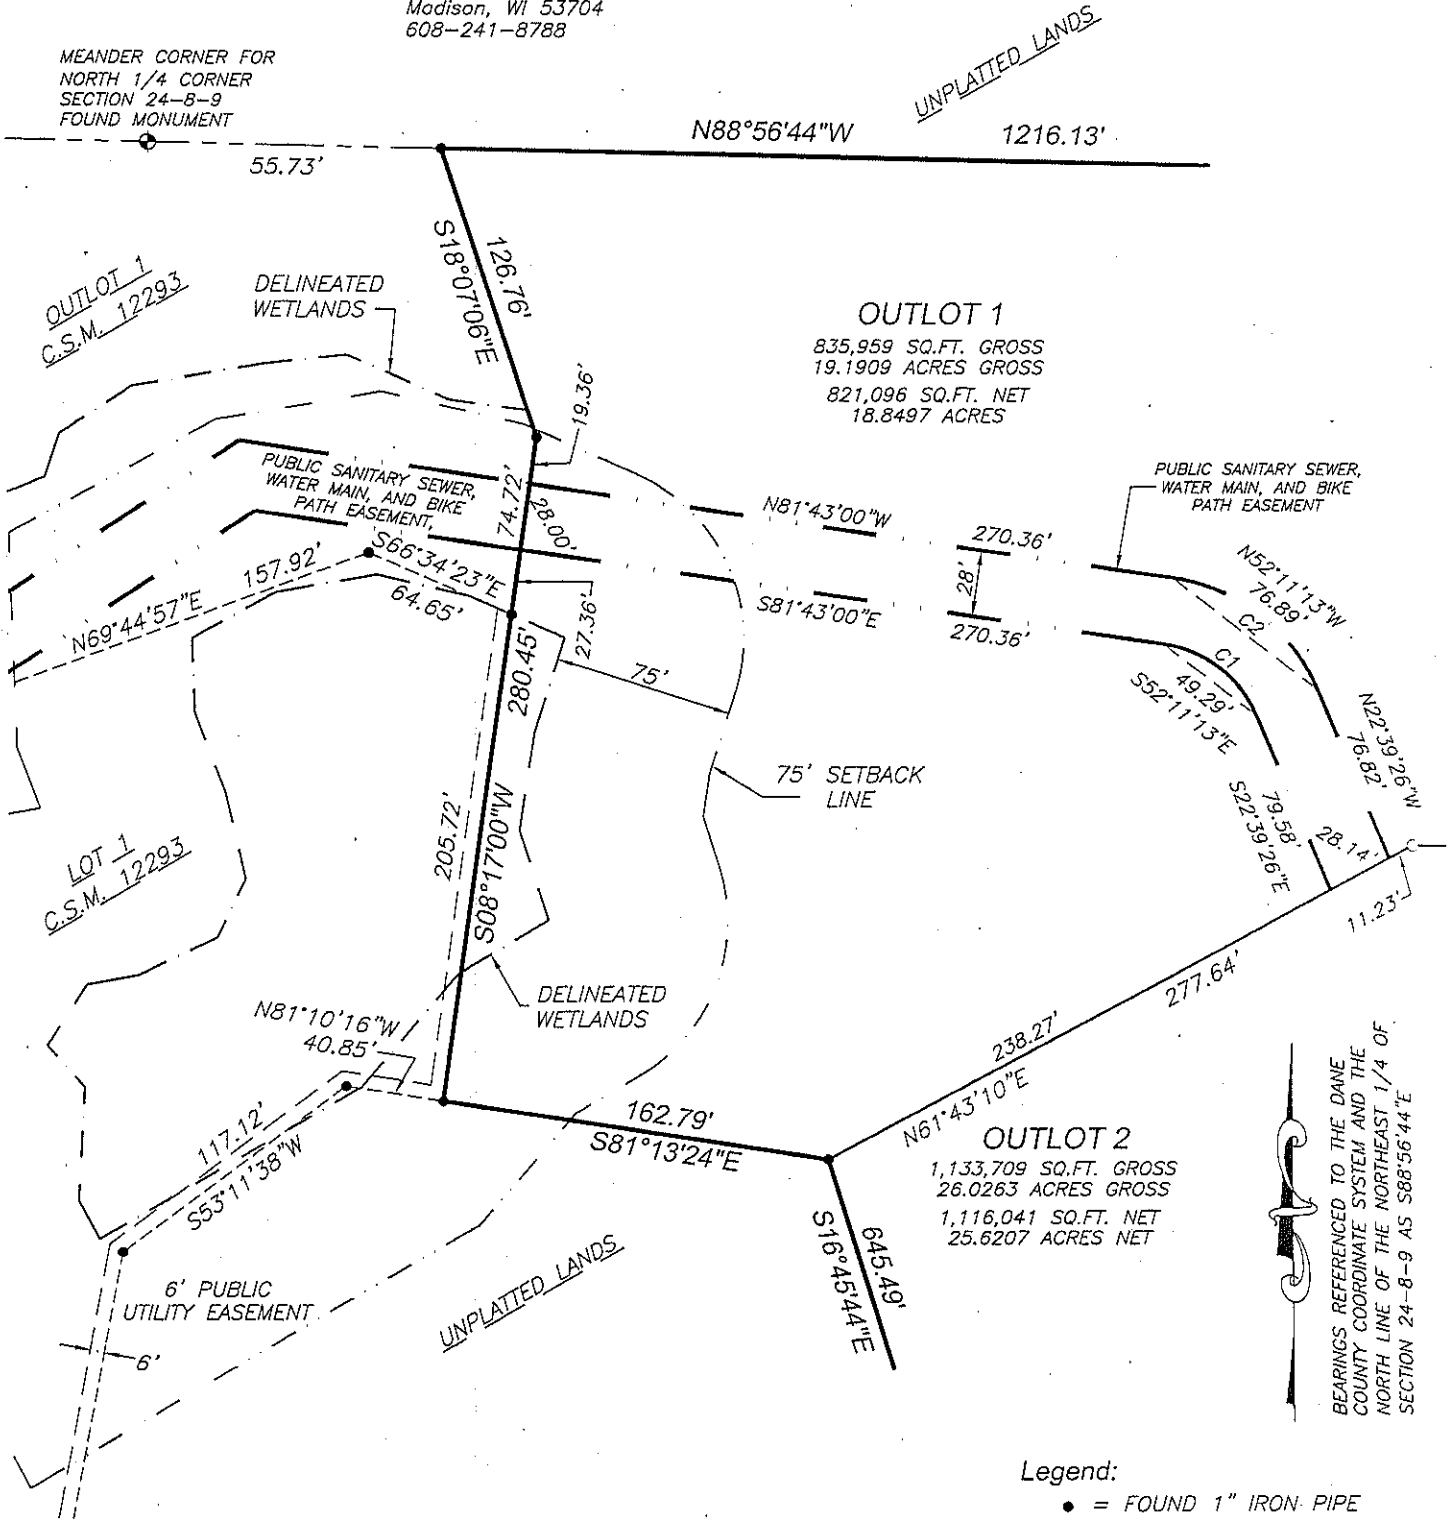 Madison, WI 53704
608-241-8788
MEANDER CORNER FOR
NORTH 1/4 CORNER
SECTION 24-8-9
FOUND MONUMENT
UNPLATTED LANDS
N88°56'44"W
1216.13'
55.73'
S18°07'06"E
126.76'
OUTLOT 1
C.S.M. 12293
DELINEATED
WETLANDS
OUTLOT 1
835,959 SQ.FT. GROSS
19.1909 ACRES GROSS
821,096 SQ.FT. NET
18.8497 ACRES
19.36'
PUBLIC SANITARY SEWER,
WATER MAIN, AND BIKE
PATH EASEMENT,
74.72'
28.00'
N81°43'00"W
270.36'
PUBLIC SANITARY SEWER,
WATER MAIN, AND BIKE
PATH EASEMENT
N52°11'13"W
76.89'
C2
28'
S81°43'00"E
270.36'
C1
49.29'
S52°11'13"E
157.92'
N69°44'57"E
S66°34'23"E
64.65'
27.36'
280.45'
75'
75' SETBACK
LINE
N22°39'26"W
76.82'
79.58'
S22°39'26"E
28.14'
11.23'
205.72'
S08°17'00"W
LOT 1
C.S.M. 12293
DELINEATED
WETLANDS
277.64'
238.27'
N61°43'10"E
N81°10'16"W
40.85'
162.79'
S81°13'24"E
OUTLOT 2
1,133,709 SQ.FT. GROSS
26.0263 ACRES GROSS
1,116,041 SQ.FT. NET
25.6207 ACRES NET
117.12'
S53°11'38"W
645.49'
S16°45'44"E
UNPLATTED LANDS
6' PUBLIC
UTILITY EASEMENT
6'
BEARINGS REFERENCED TO THE DANE
COUNTY COORDINATE SYSTEM AND THE
NORTH LINE OF THE NORTHEAST 1/4 OF
SECTION 24-8-9 AS S88°56'44"E
Legend:
● = FOUND 1" IRON PIPE